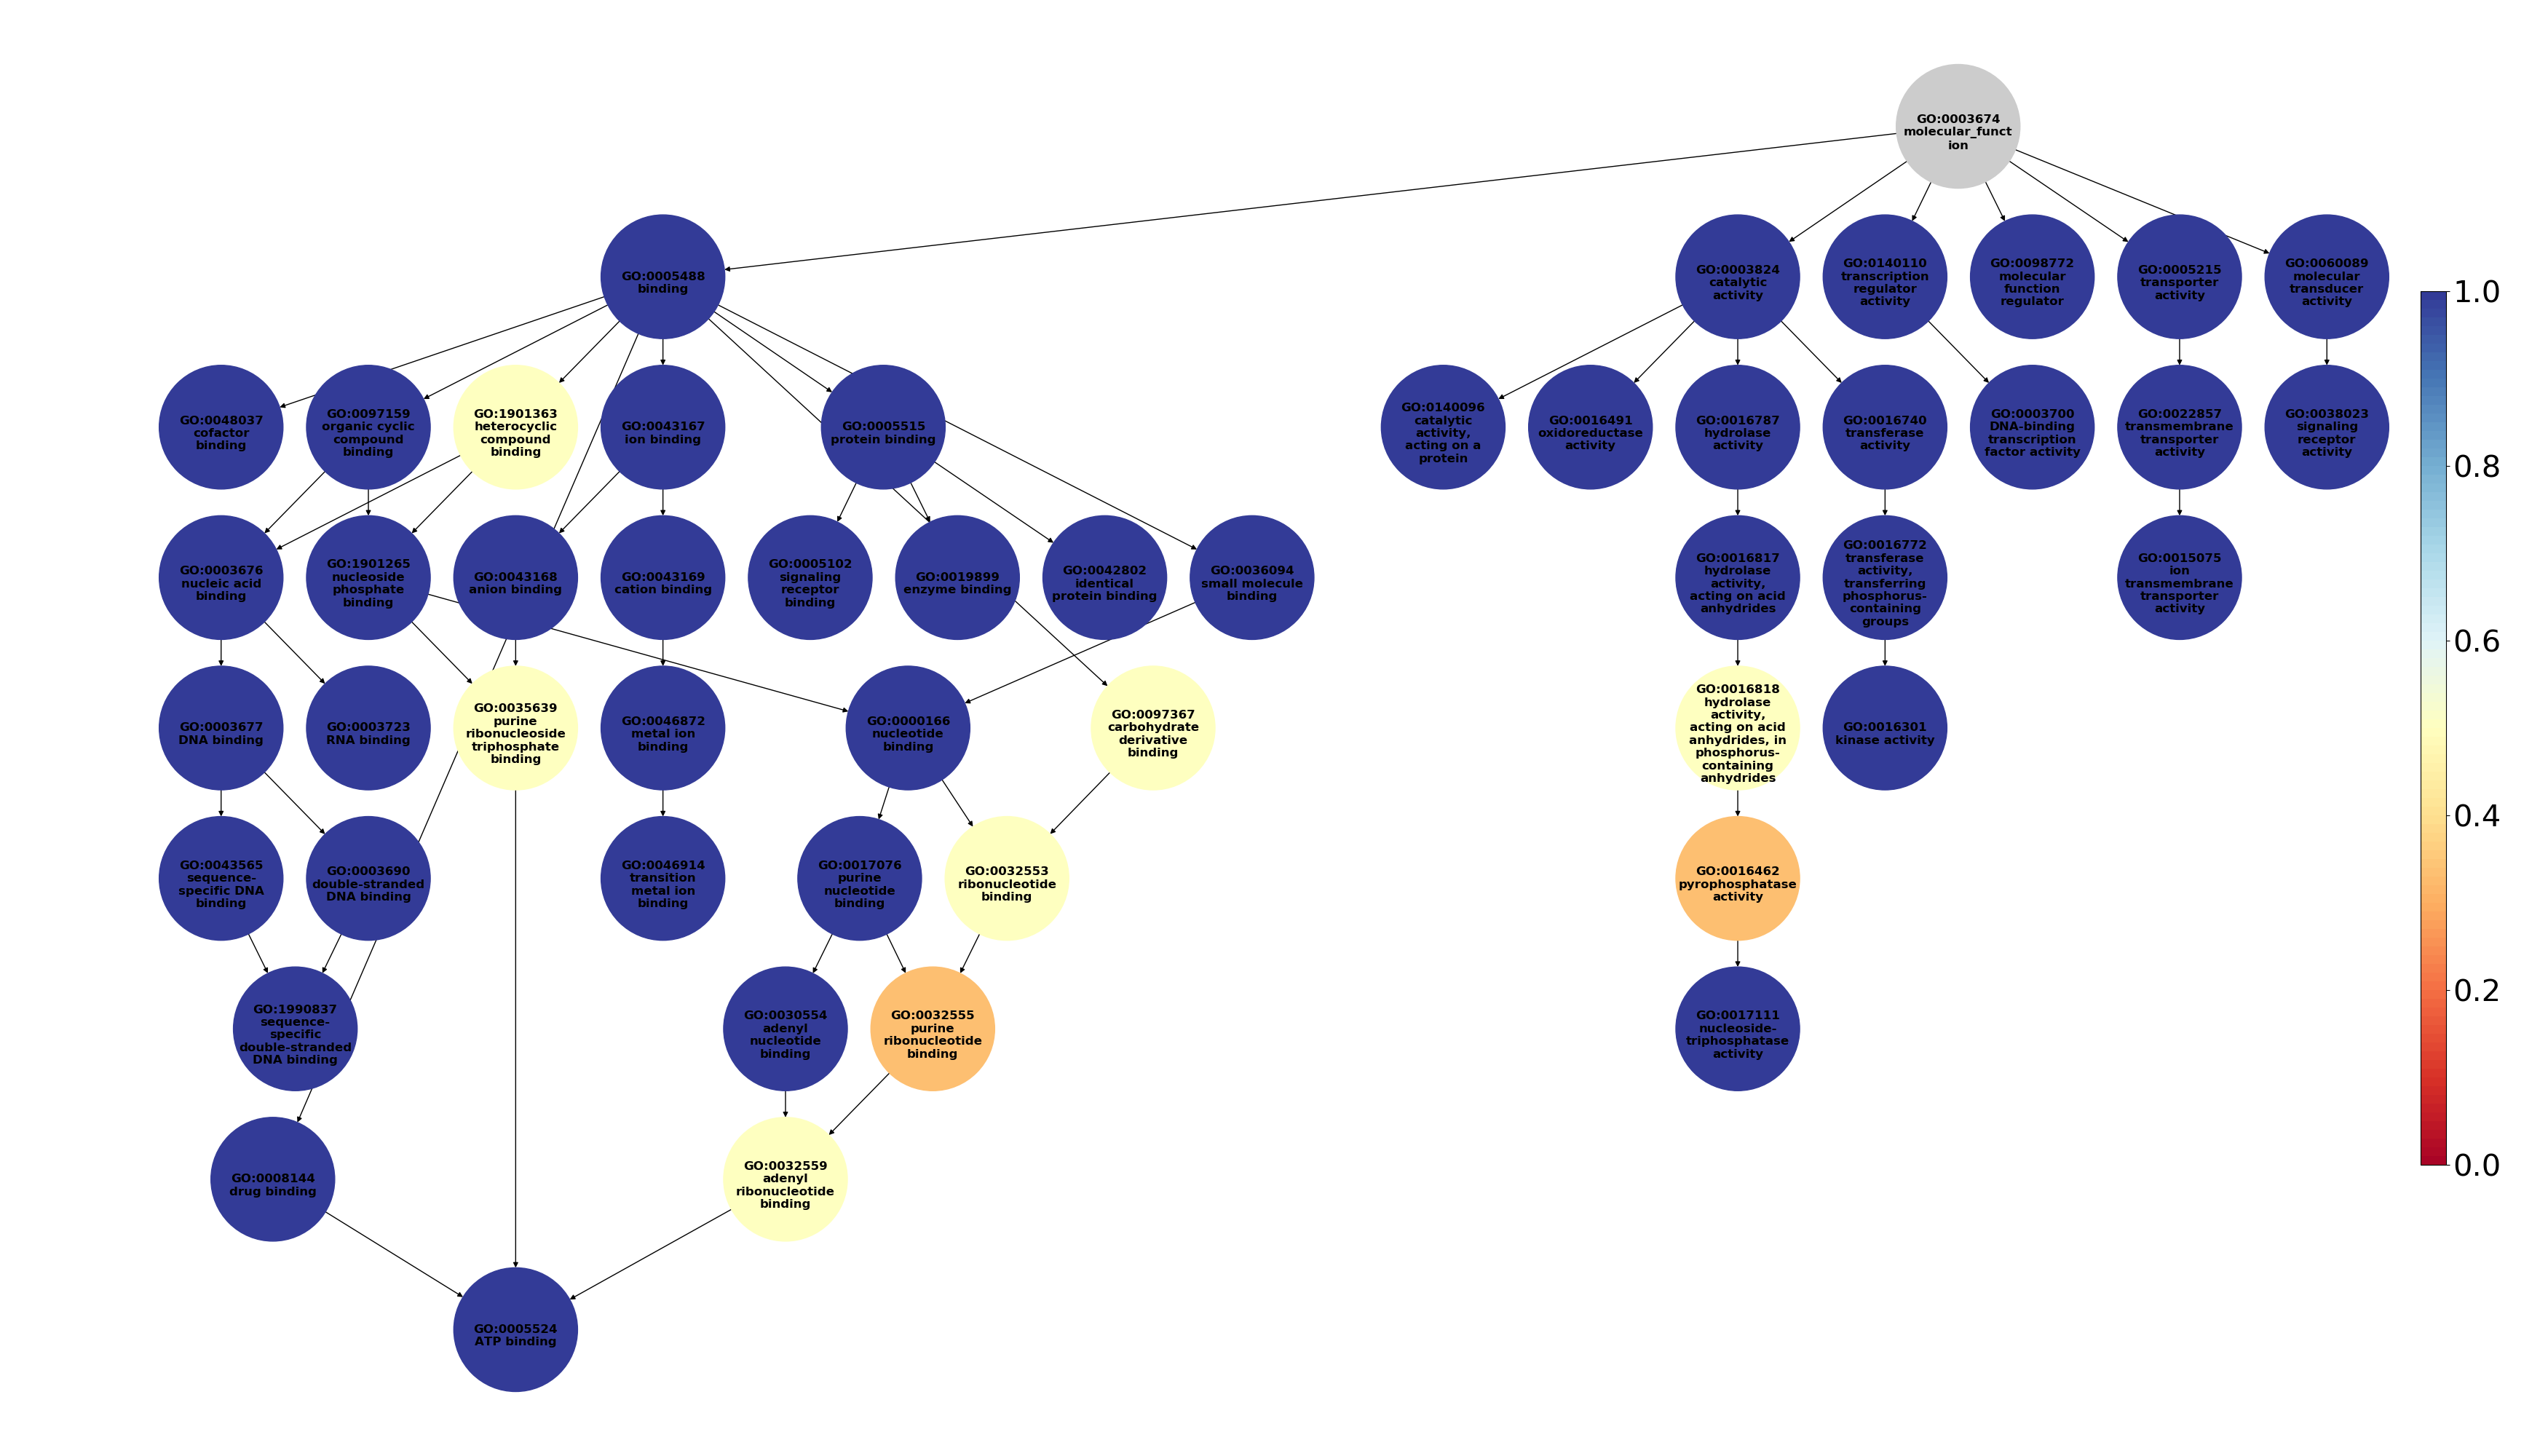 GO:0003674
molecular_funct
ion
GO:0005488
binding
GO:0003824
catalytic
activity
GO:0140110
transcription
regulator
activity
GO:0098772
molecular
function
regulator
GO:0005215
transporter
activity
GO:0060089
molecular
transducer
activity
GO:0048037
cofactor
binding
GO:0097159
organic cyclic
compound
binding
GO:1901363
heterocyclic
compound
binding
GO:0043167
ion binding
GO:0005515
protein binding
GO:0140096
catalytic
activity,
acting on a
protein
GO:0016491
oxidoreductase
activity
GO:0016787
hydrolase
activity
GO:0016740
transferase
activity
GO:0003700
DNA-binding
transcription
factor activity
GO:0022857
transmembrane
transporter
activity
GO:0038023
signaling
receptor
activity
GO:0003676
nucleic acid
binding
GO:1901265
nucleoside
phosphate
binding
GO:0043168
anion binding
GO:0043169
cation binding
GO:0005102
signaling
receptor
binding
GO:0019899
enzyme binding
GO:0042802
identical
protein binding
GO:0036094
small molecule
binding
GO:0016817
hydrolase
activity,
acting on acid
anhydrides
GO:0016772
transferase
activity,
transferring
phosphorus-
containing
groups
GO:0015075
ion
transmembrane
transporter
activity
GO:0003677
DNA binding
GO:0003723
RNA binding
GO:0035639
purine
ribonucleoside
triphosphate
binding
GO:0046872
metal ion
binding
GO:0000166
nucleotide
binding
GO:0097367
carbohydrate
derivative
binding
GO:0016818
hydrolase
activity,
acting on acid
anhydrides, in
phosphorus-
containing
anhydrides
GO:0016301
kinase activity
GO:0043565
sequence-
specific DNA
binding
GO:0003690
double-stranded
DNA binding
GO:0046914
transition
metal ion
binding
GO:0017076
purine
nucleotide
binding
GO:0032553
ribonucleotide
binding
GO:0016462
pyrophosphatase
activity
GO:1990837
sequence-
specific
double-stranded
DNA binding
GO:0030554
adenyl
nucleotide
binding
GO:0032555
purine
ribonucleotide
binding
GO:0017111
nucleoside-
triphosphatase
activity
GO:0008144
drug binding
GO:0032559
adenyl
ribonucleotide
binding
GO:0005524
ATP binding
1.0
0.8
0.6
0.4
0.2
0.0